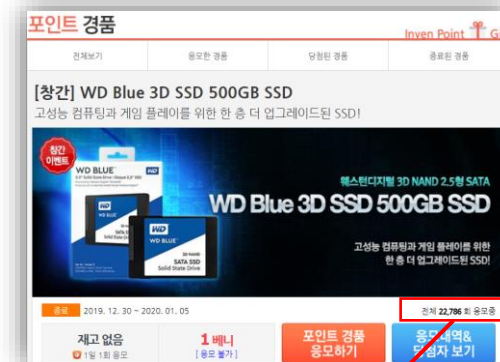 포인트 경품
Inven Point G
전체보기 응모한 경품 당첨된 경품 종료된 경품
[창간] WD Blue 3D SSD 500GB SSD
고성능 컴퓨팅과 게임 플레이를 위한 한 층 더 업그레이드된 SSD!
창간
이벤트
WD BLUE
WD
WD BLUE
3D NAND
SATA SSD
Solid State Drive
웨스턴디지털 3D NAND 2.5형 SATA
WD Blue 3D SSD 500GB SSD
고성능 컴퓨팅과 게임 플레이를 위한
한 층 더 업그레이드된 SSD!
종료 2019. 12. 30 ~ 2020. 01. 05 전체 22,786 회 응모중
재고 없음 1 베니 포인트 경품 응모내역&
1일 1회 응모 [ 응모 불가 ] 응모하기 당첨자 보기